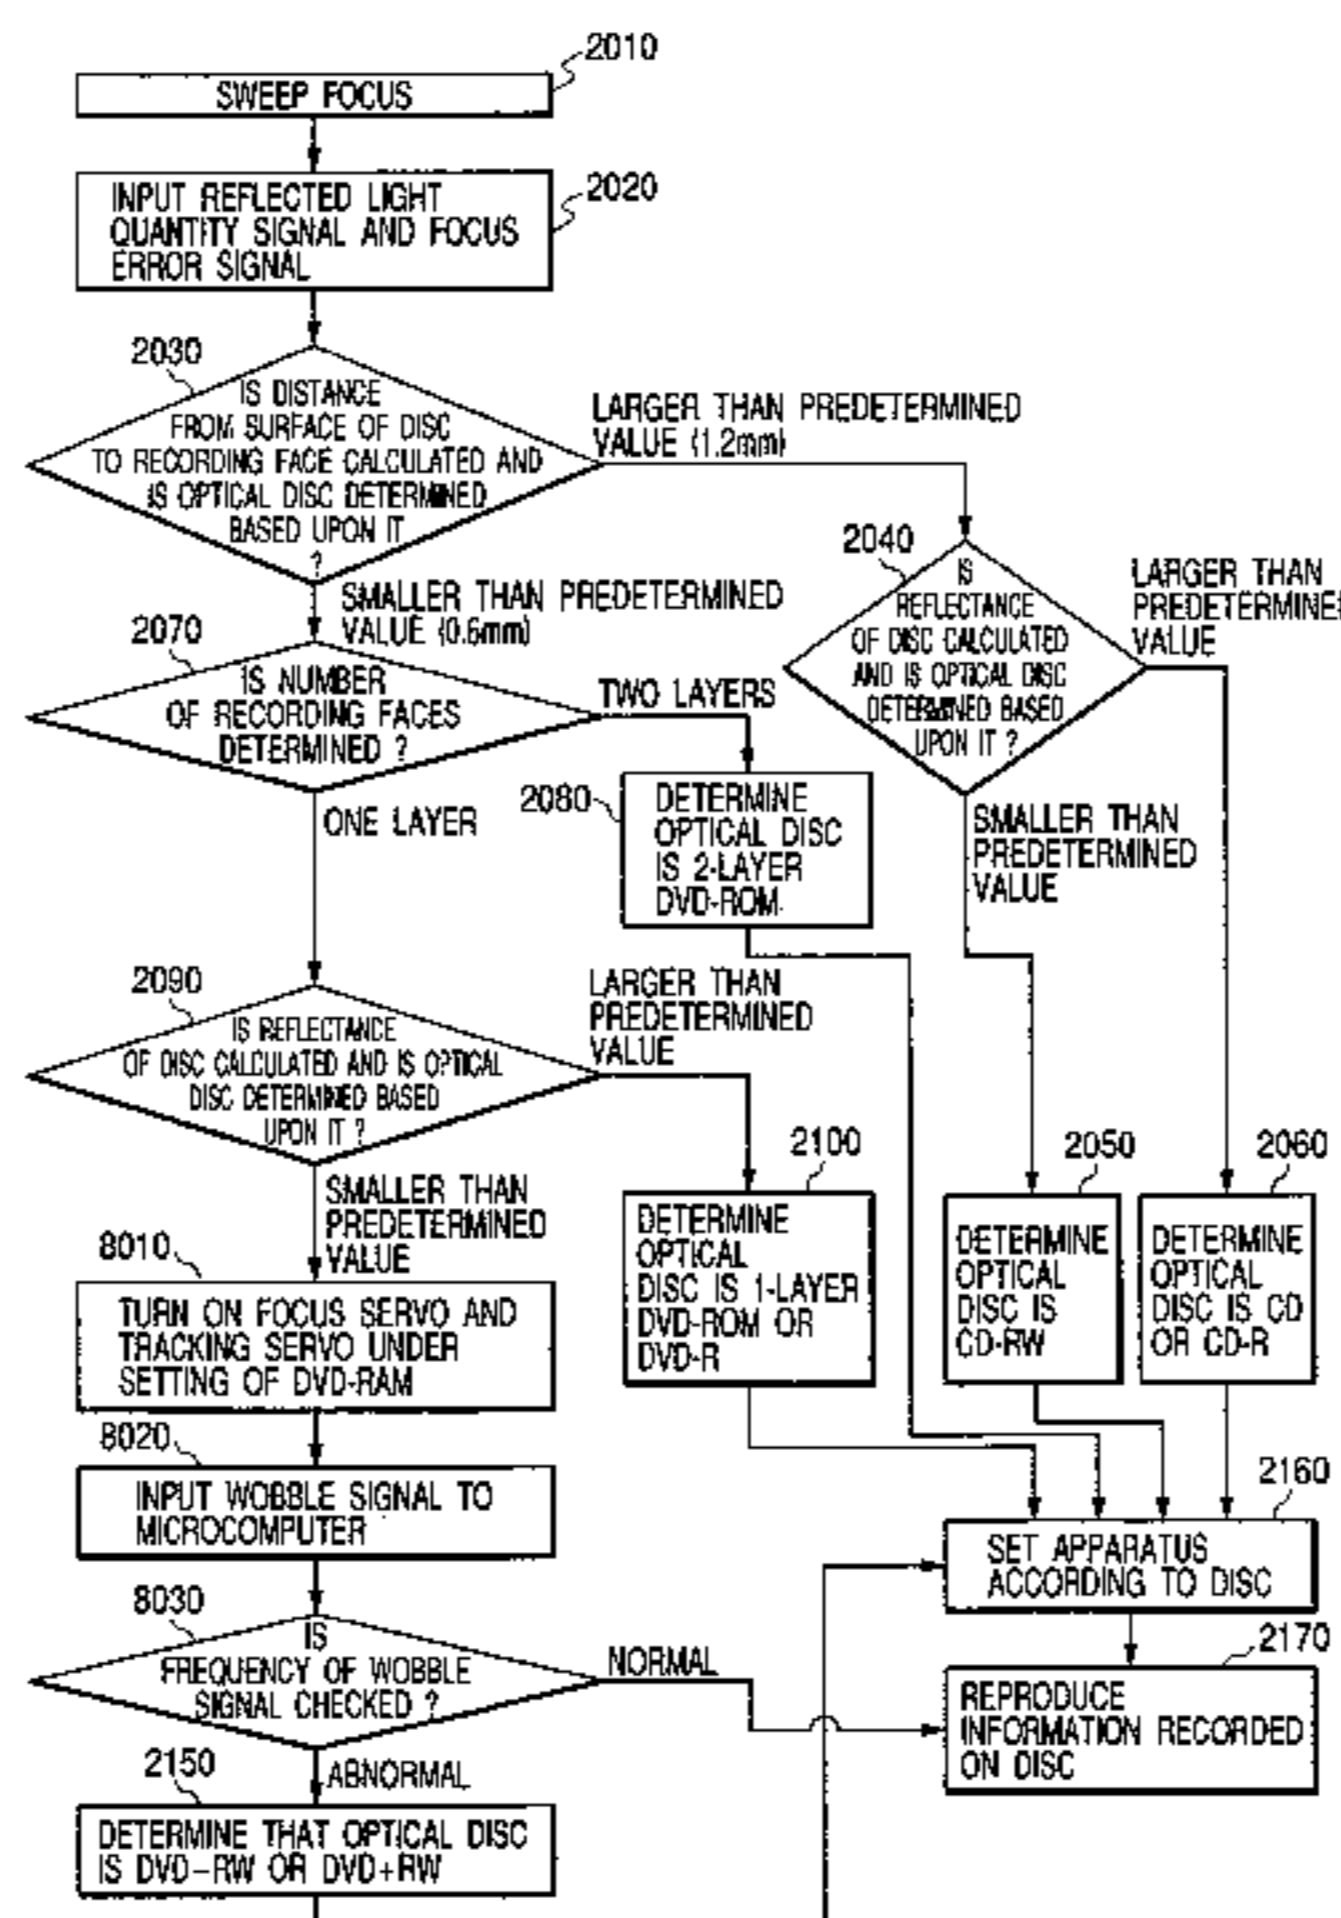 2010
SWEEP FOCUS
2020
INPUT REFLECTED LIGHT
QUANTITY SIGNAL AND FOCUS
ERROR SIGNAL
2030
IS DISTANCE
FROM SURFACE OF DISC
TO RECORDING FACE CALCULATED AND
IS OPTICAL DISC DETERMINED
BASED UPON IT
?
LARGER THAN PREDETERMINED
VALUE (1.2mm)
SMALLER THAN PREDETERMINED
VALUE (0.6mm)
2040
IS
REFLECTANCE
OF DISC CALCULATED
AND IS OPTICAL DISC
DETERMINED BASED
UPON IT ?
LARGER THAN
PREDETERMINE
VALUE
SMALLER THAN
PREDETERMINED
VALUE
2070
IS NUMBER
OF RECORDING FACES
DETERMINED ?
TWO LAYERS
ONE LAYER
2080
DETERMINE
OPTICAL DISC
IS 2-LAYER
DVD-ROM
2090
IS REFLECTANCE
OF DISC CALCULATED AND IS OPTICAL
DISC DETERMINED BASED
UPON IT ?
LARGER THAN
PREDETERMINED
VALUE
SMALLER THAN
PREDETERMINED
VALUE
2100
DETERMINE
OPTICAL
DISC IS 1-LAYER
DVD-ROM OR
DVD-R
2050
DETERMINE
OPTICAL
DISC IS
CD-RW
2060
DETERMINE
OPTICAL
DISC IS CD
OR CD-R
8010
TURN ON FOCUS SERVO AND
TRACKING SERVO UNDER
SETTING OF DVD-RAM
8020
INPUT WOBBLE SIGNAL TO
MICROCOMPUTER
8030
IS
FREQUENCY OF WOBBLE
SIGNAL CHECKED ?
NORMAL
ABNORMAL
2160
SET APPARATUS
ACCORDING TO DISC
2170
REPRODUCE
INFORMATION RECORDED
ON DISC
2150
DETERMINE THAT OPTICAL DISC
IS DVD-RW OR DVD+RW